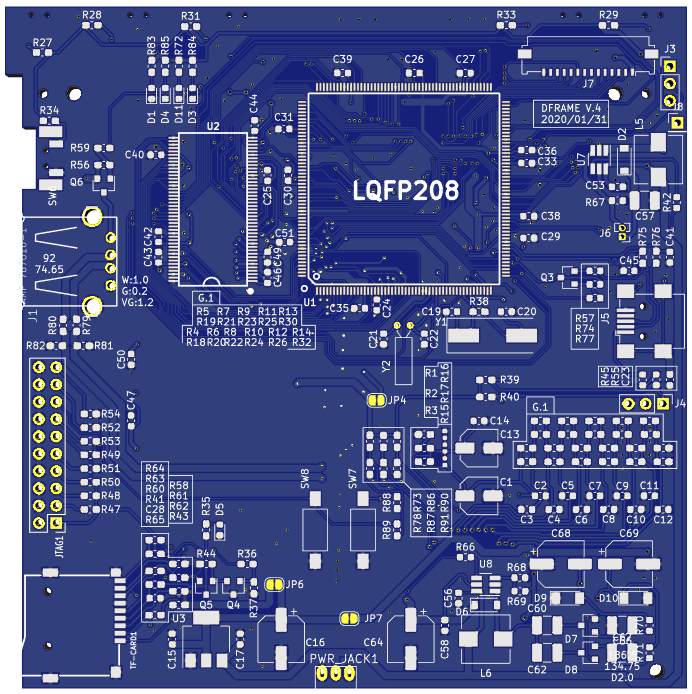 R28
R31
R33
R29
R27
R83
R85
R72
R84
C39
C26
C27
J3
J7
J8
D1
D4
D11
D3
C44
DFRAME V.4
2020/01/31
R34
U2
C31
L5
D2
U7
R59
C40
C36
C33
R56
Q6
SW6
C25
C30
LQFP208
C53
R67
C57
R42
C38
C29
J6
C43
C42
C51
C46
C49
R75
R76
C41
92
74.65
W:1.0
G:0.2
VG:1.2
C45
Q3
J5
G.1
U1
C35
C24
C19
R38
C20
Y1
J1
R5 R7 R9 R11 R13
R19 R21 R23 R25 R30
R4 R6 R8 R10 R12 R14
R18 R20 R22 R24 R26 R32
R80
R79
R82
R81
C21
C22
Y2
R57
R74
R77
C50
R1
R2
R3
R16
R17
R15
R45
R55
C23
R39
R40
JP4
J4
G.1
C47
C14
C13
R54
R52
R53
R49
R51
R50
R48
R47
JTAG1
R64
R63
R60
R41
C28
R65
R58
R61
R62
R43
SW8
SW7
C1
R88
R89
R78
R73
R87
R86
R91
R90
C2
C5
C7
C9
C11
C3
C4
C6
C8
C10
C12
R35
D5
R44
R36
R37
JP6
Q5
Q4
U3
TF-CARD1
C15
C17
C16
JP7
C64
PWR_JACK1
R66
U8
R68
R69
C56
D6
C58
L6
C68
C69
D9
D10
C60
C62
D7
D8
R70
R71
134.75
D2.0